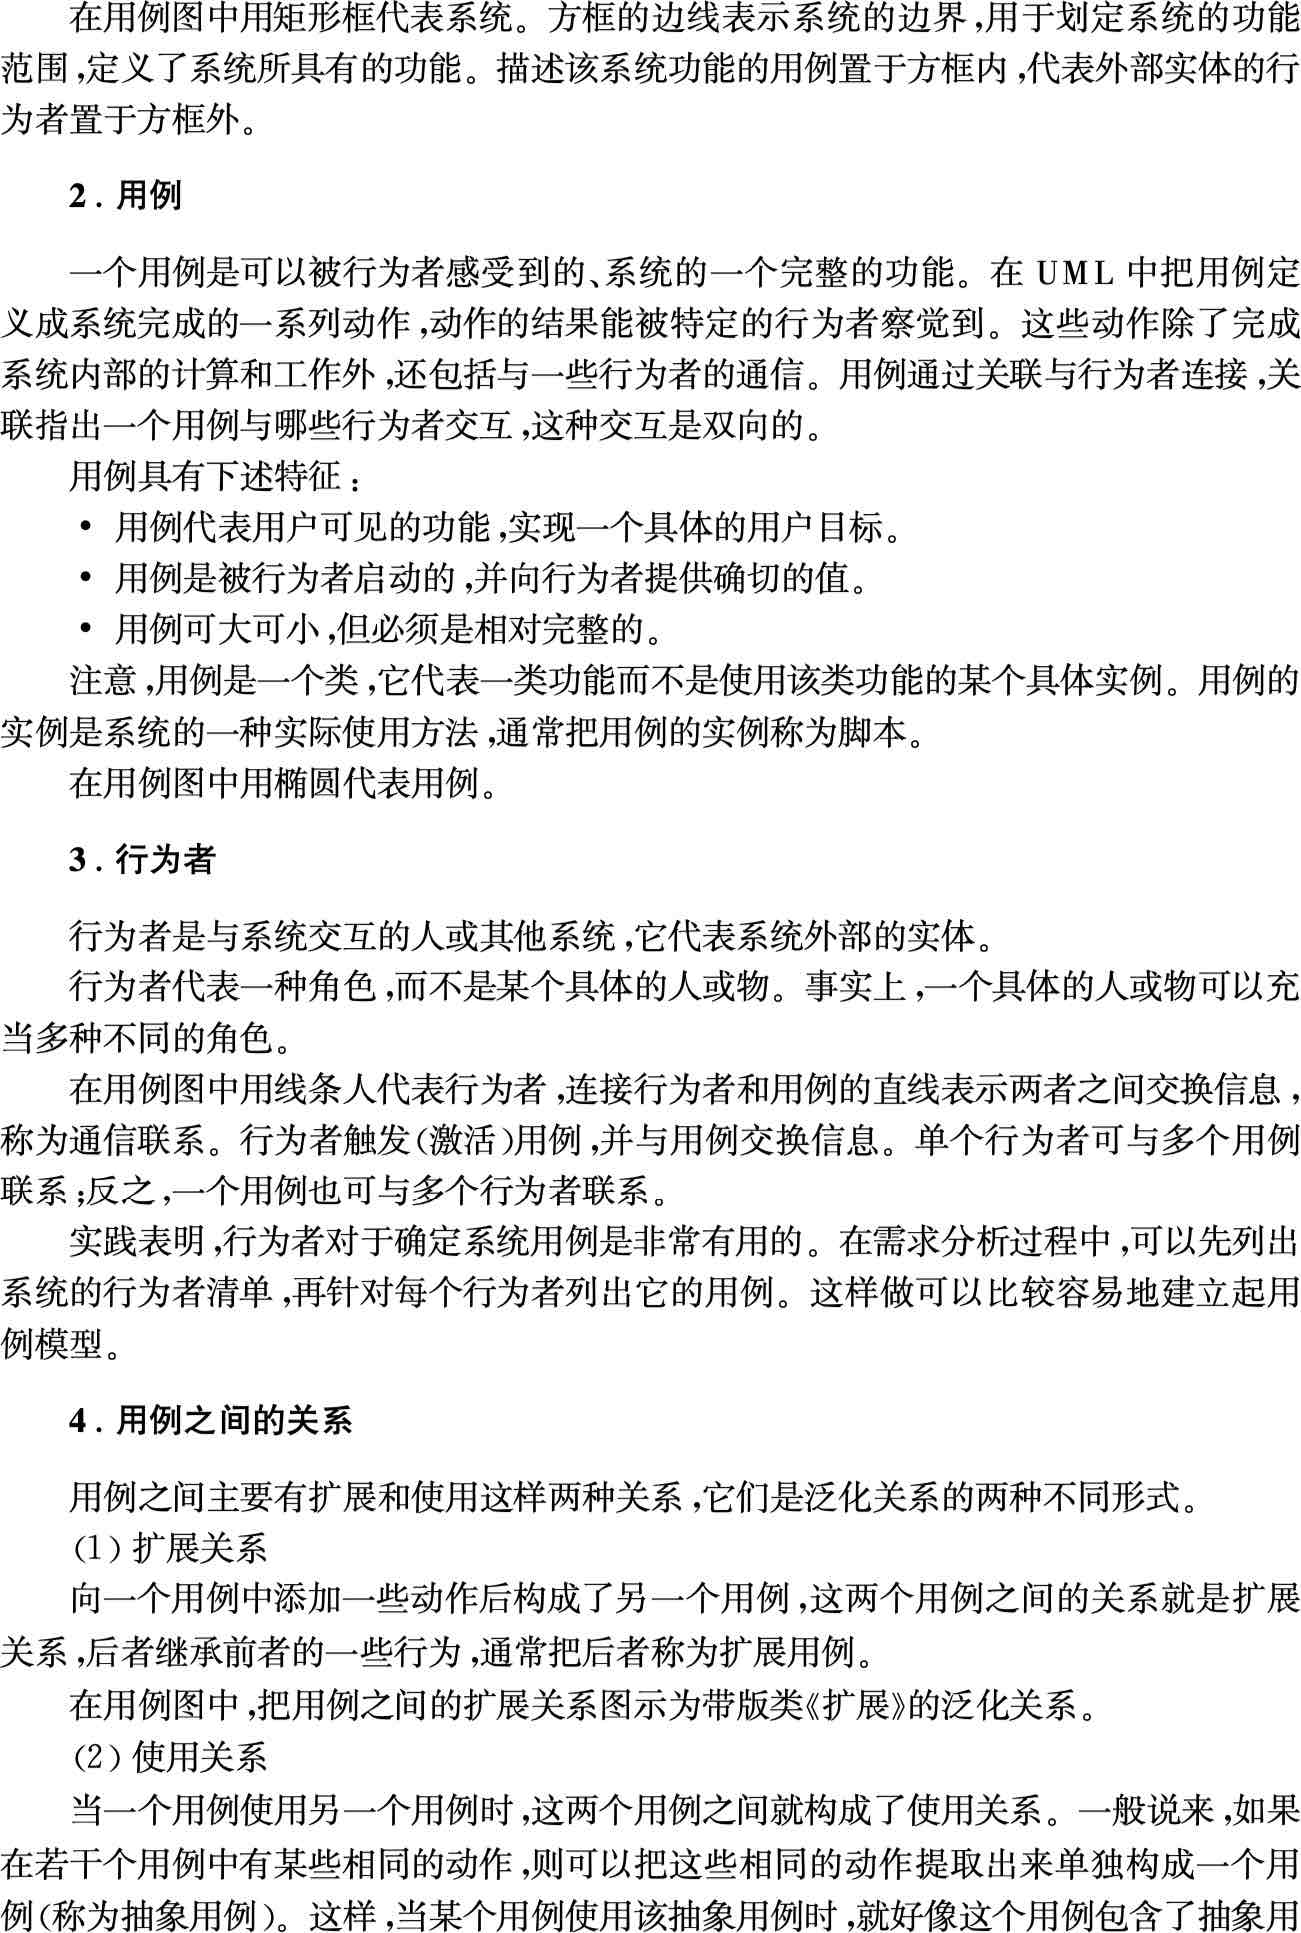 在用例图中用矩形框代表系统。方框的边线表示系统的边界,用于划定系统的功能
范围,定义了系统所具有的功能。描述该系统功能的用例置于方框内,代表外部实体的行
为者置于方框外。
2. 用例
一个用例是可以被行为者感受到的、系统的一个完整的功能。在 UML 中把用例定
义成系统完成的一系列动作,动作的结果能被特定的行为者察觉到。这些动作除了完成
系统内部的计算和工作外,还包括与一些行为者的通信。用例通过关联与行为者连接,关
联指出一个用例与哪些行为者交互,这种交互是双向的。
用例具有下述特征:
• 用例代表用户可见的功能,实现一个具体的用户目标。
• 用例是被行为者启动的,并向行为者提供确切的值。
• 用例可大可小,但必须是相对完整的。
注意,用例是一个类,它代表一类功能而不是使用该类功能的某个具体实例。用例的
实例是系统的一种实际使用方法,通常把用例的实例称为脚本。
在用例图中用椭圆代表用例。
3. 行为者
行为者是与系统交互的人或其他系统,它代表系统外部的实体。
行为者代表一种角色,而不是某个具体的人或物。事实上,一个具体的人或物可以充
当多种不同的角色。
在用例图中用线条人代表行为者,连接行为者和用例的直线表示两者之间交换信息,
称为通信联系。行为者触发(激活)用例,并与用例交换信息。单个行为者可与多个用例
联系;反之,一个用例也可与多个行为者联系。
实践表明,行为者对于确定系统用例是非常有用的。在需求分析过程中,可以先列出
系统的行为者清单,再针对每个行为者列出它的用例。这样做可以比较容易地建立起用
例模型。
4. 用例之间的关系
用例之间主要有扩展和使用这样两种关系,它们是泛化关系的两种不同形式。
(1) 扩展关系
向一个用例中添加一些动作后构成了另一个用例,这两个用例之间的关系就是扩展
关系,后者继承前者的一些行为,通常把后者称为扩展用例。
在用例图中,把用例之间的扩展关系图示为带版类《扩展》的泛化关系。
(2) 使用关系
当一个用例使用另一个用例时,这两个用例之间就构成了使用关系。一般说来,如果
在若干个用例中有某些相同的动作,则可以把这些相同的动作提取出来单独构成一个用
例(称为抽象用例)。这样,当某个用例使用该抽象用例时,就好像这个用例包含了抽象用